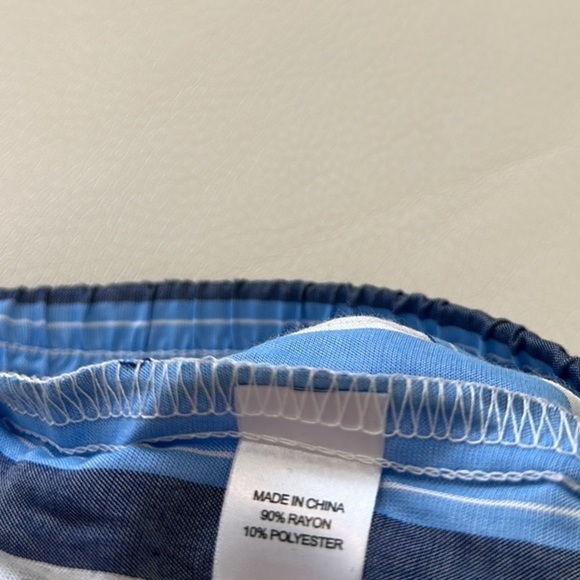 MADE IN CHINA
90% RAYON
10% POLYESTER